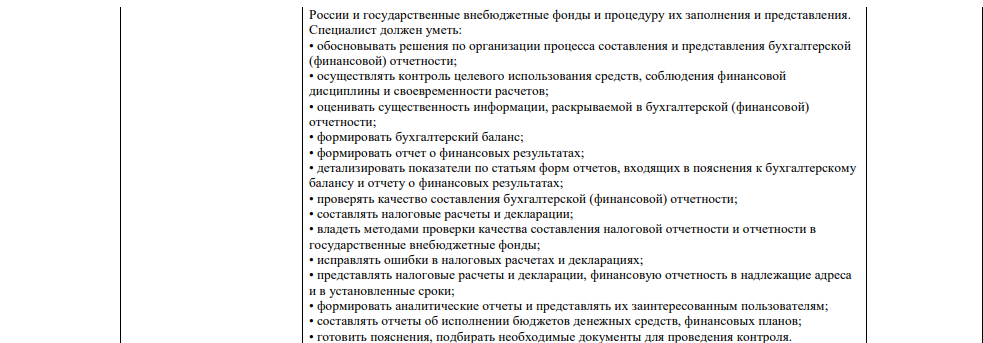 России и государственные внебюджетные фонды и процедуру их заполнения и представления.
Специалист должен уметь:
• обосновывать решения по организации процесса составления и представления бухгалтерской
(финансовой) отчетности;
• осуществлять контроль целевого использования средств, соблюдения финансовой
дисциплины и своевременности расчетов;
• оценивать существенность информации, раскрываемой в бухгалтерской (финансовой)
отчетности;
• формировать бухгалтерский баланс;
• формировать отчет о финансовых результатах;
• детализировать показатели по статьям форм отчетов, входящих в пояснения к бухгалтерскому
балансу и отчету о финансовых результатах;
• проверять качество составления бухгалтерской (финансовой) отчетности;
• составлять налоговые расчеты и декларации;
• владеть методами проверки качества составления налоговой отчетности и отчетности в
государственные внебюджетные фонды;
• исправлять ошибки в налоговых расчетах и декларациях;
• представлять налоговые расчеты и декларации, финансовую отчетность в надлежащие адреса
и в установленные сроки;
• формировать аналитические отчеты и представлять их заинтересованным пользователям;
• составлять отчеты об исполнении бюджетов денежных средств, финансовых планов;
• готовить пояснения, подбирать необходимые документы для проведения контроля.